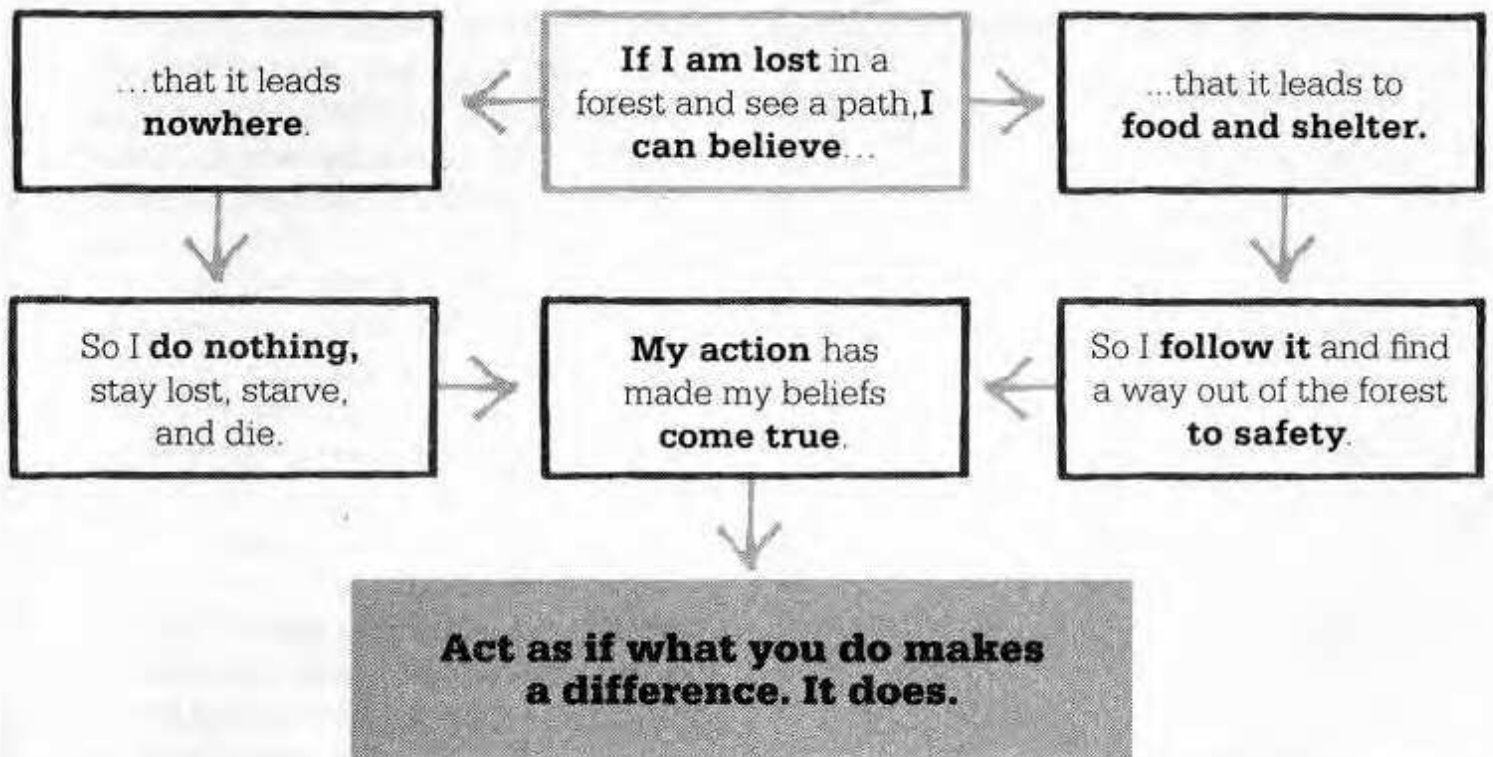 If I am lost in a
forest and see a path,I
can believe...
...that it leads
nowhere.
So I do nothing,
stay lost, starve,
and die.
...that it leads to
food and shelter.
So I follow it and find
a way out of the forest
to safety.
My action has
made my beliefs
come true.
Act as if what you do makes
a difference. It does.